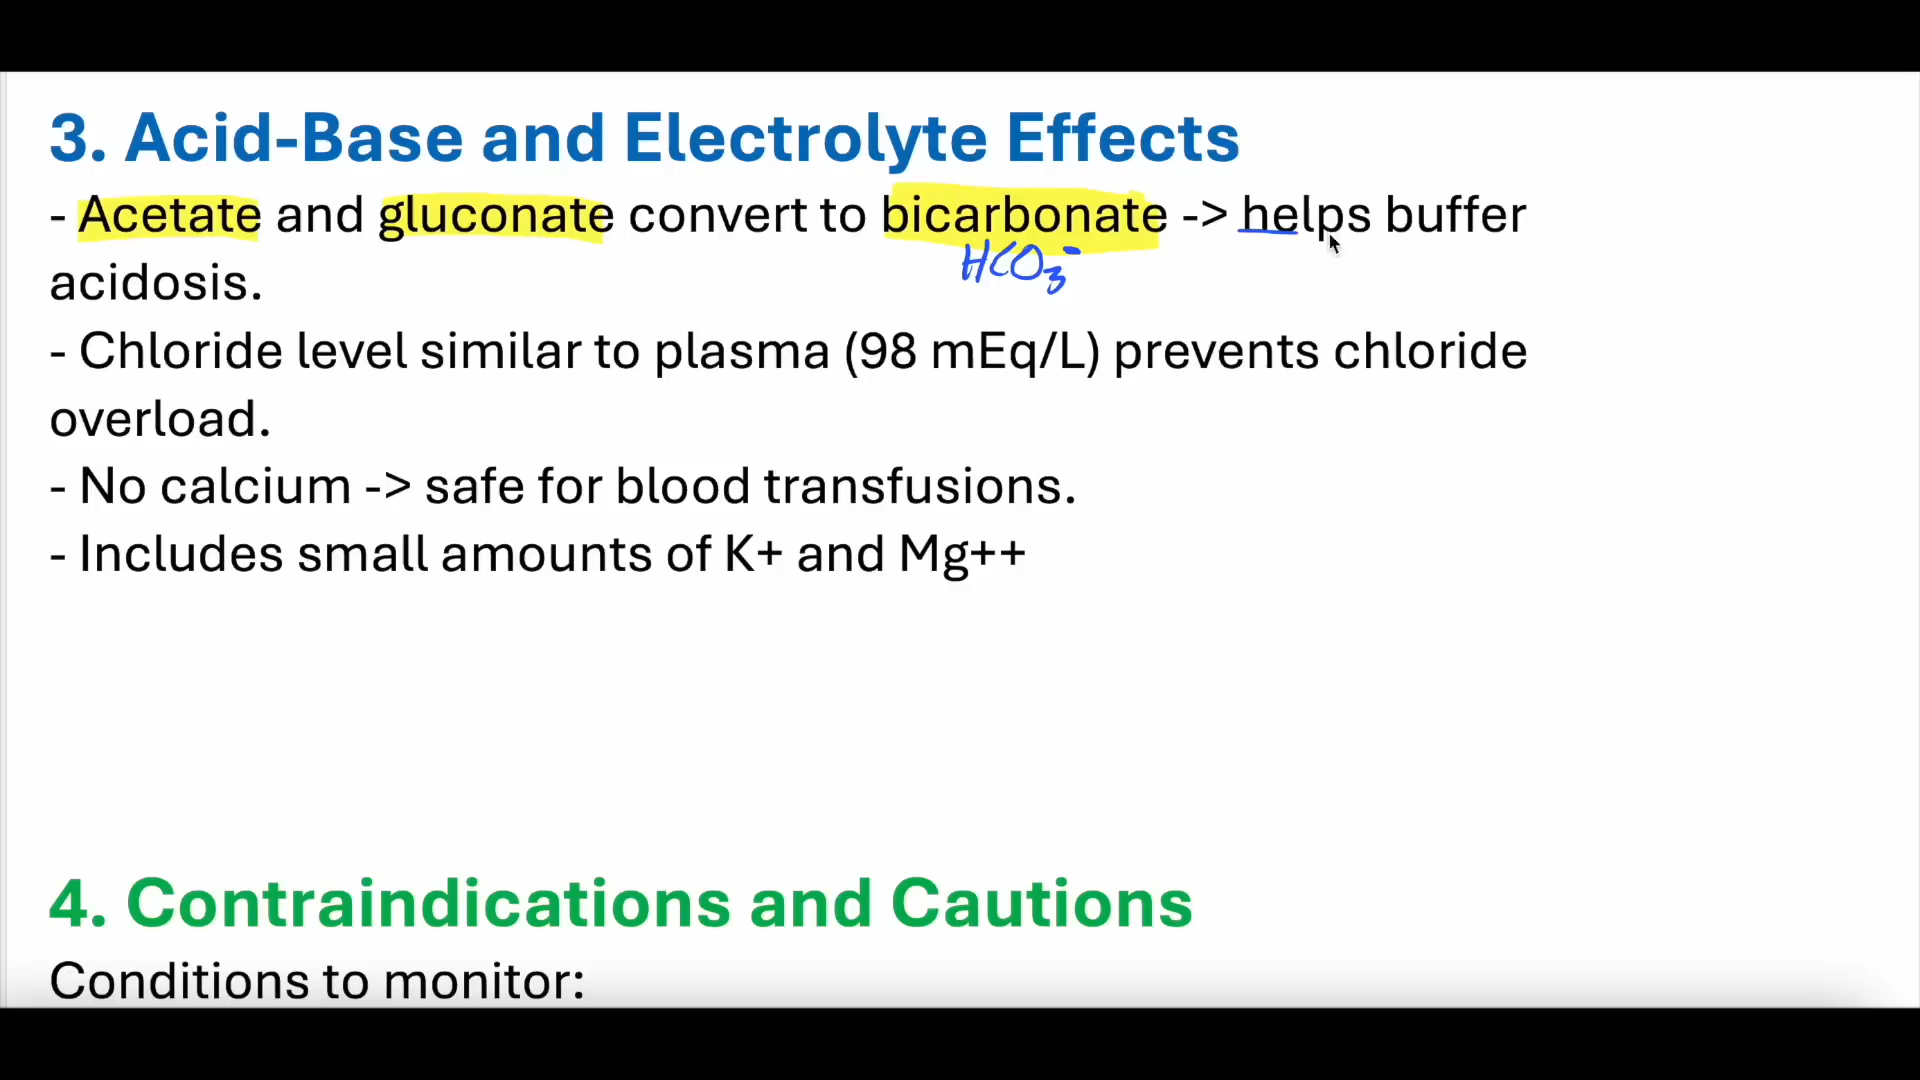 3. Acid-Base and Electrolyte Effects
- Acetate and gluconate convert to bicarbonate -> helps buffer
HCO₃⁻
acidosis.
- Chloride level similar to plasma (98 mEq/L) prevents chloride
overload.
- No calcium -> safe for blood transfusions.
- Includes small amounts of K+ and Mg++
4. Contraindications and Cautions
Conditions to monitor: